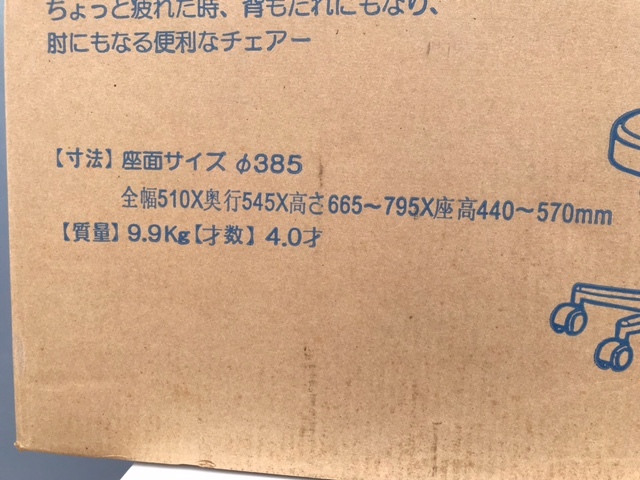 ちょっと疲れた時、背もたれにもなり、
肘にもなる便利なチェアー
【寸法】座面サイズ φ385
全幅510X奥行545X高さ665〜795X座高440〜570mm
【質量】9.9Kg【才数】4.0才